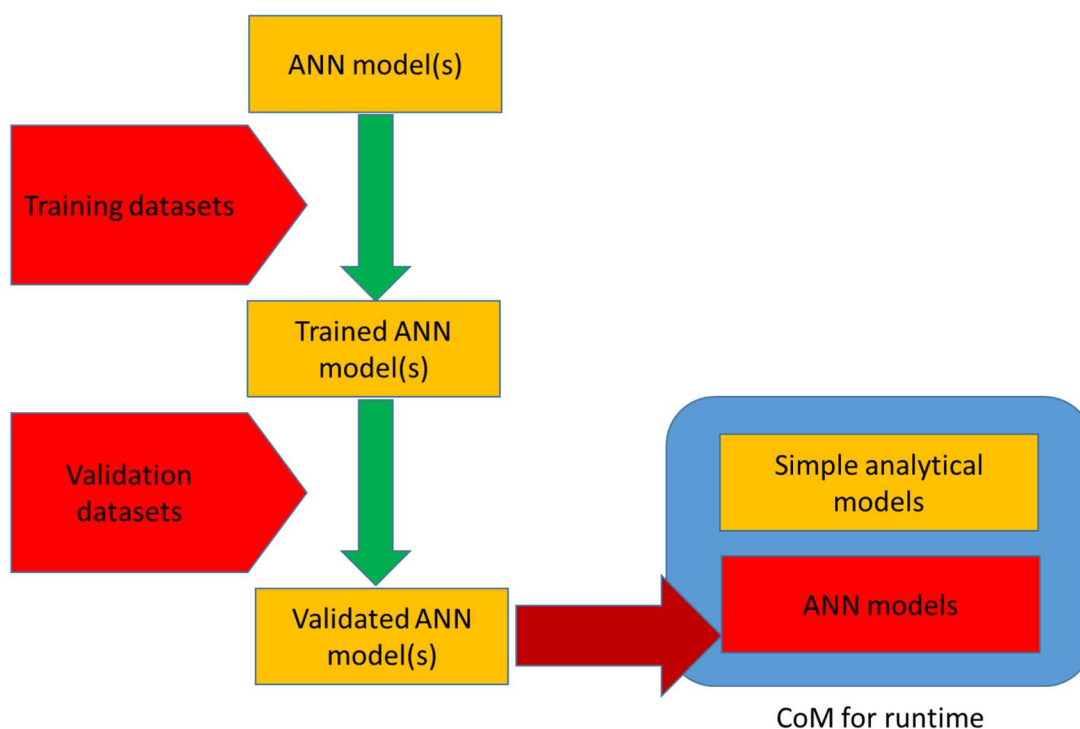 ANN model(s)
Training datasets
Trained ANN
model(s)
Validation
datasets
Simple analytical
models
ANN models
Validated ANN
model(s)
CoM for runtime